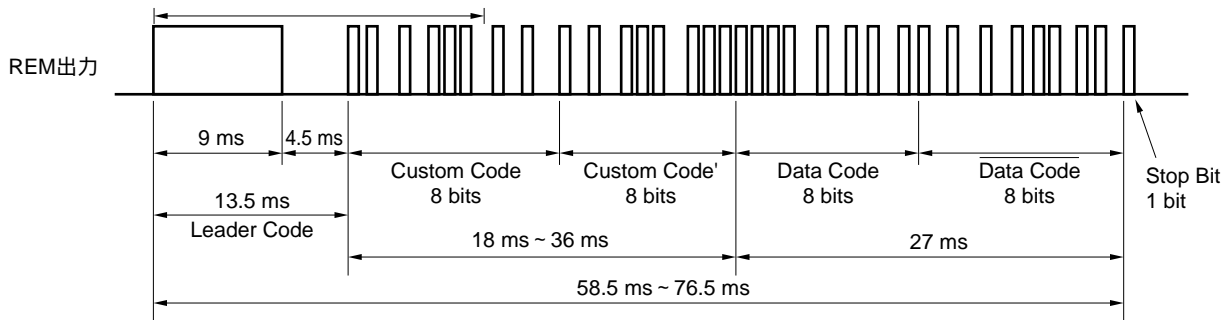 REM出力
9 ms
4.5 ms
Custom Code
8 bits
Custom Code'
8 bits
Data Code
8 bits
Data Code
8 bits
Stop Bit
1 bit
13.5 ms
Leader Code
18 ms ~ 36 ms
27 ms
58.5 ms ~ 76.5 ms